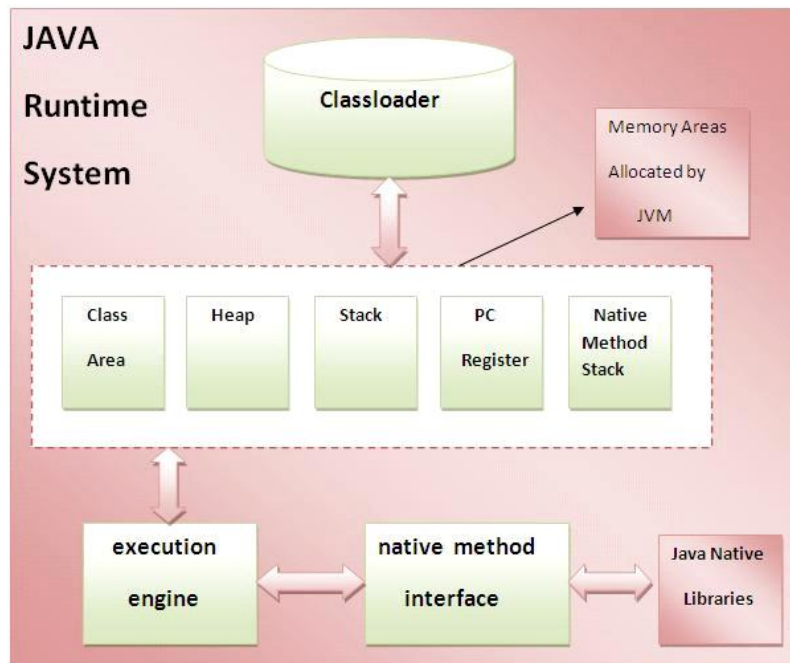 JAVA
Runtime
System
Classloader
Memory Areas
Allocated by
JVM
Class
Area
Heap
Stack
PC
Register
Native
Method
Stack
execution
engine
native method
interface
Java Native
Libraries